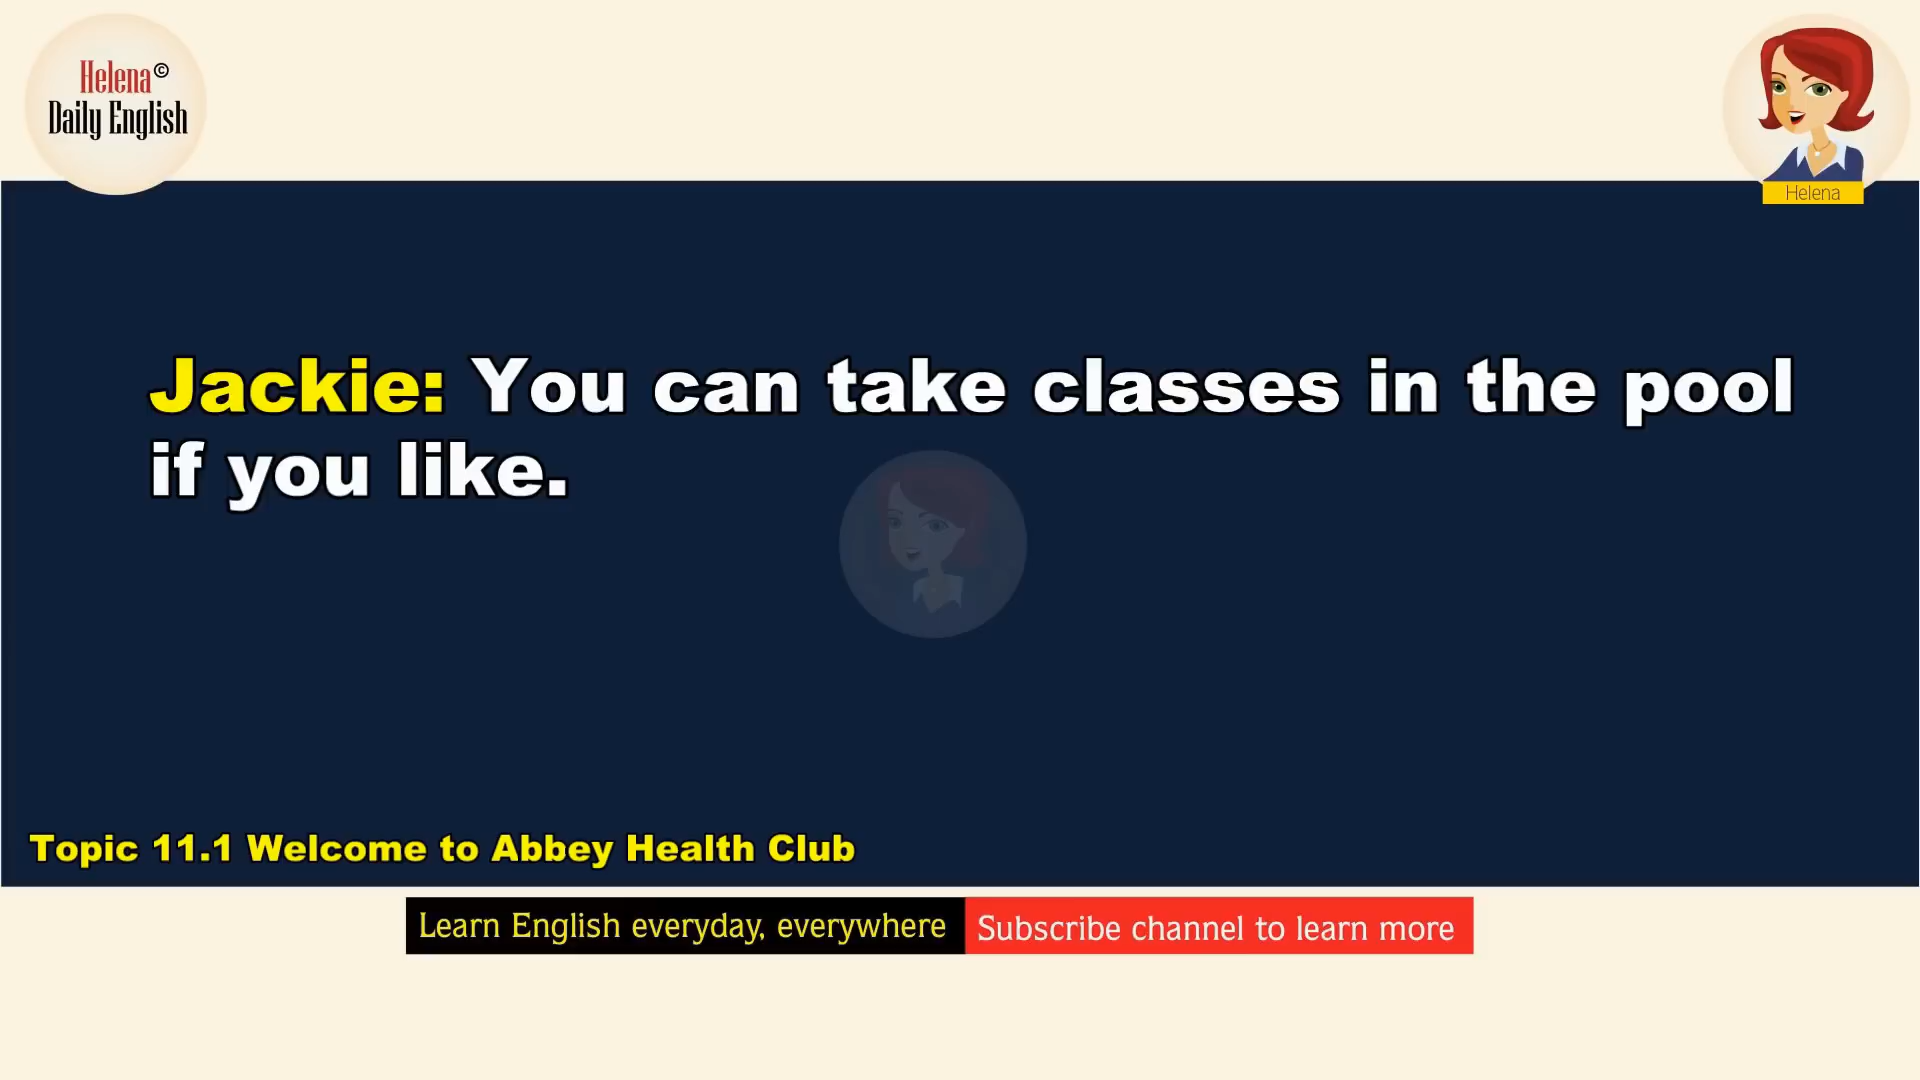 Helena©
Daily English
Helena
Jackie: You can take classes in the pool
if you like.
Topic 11.1 Welcome to Abbey Health Club
Learn English everyday, everywhere
Subscribe channel to learn more